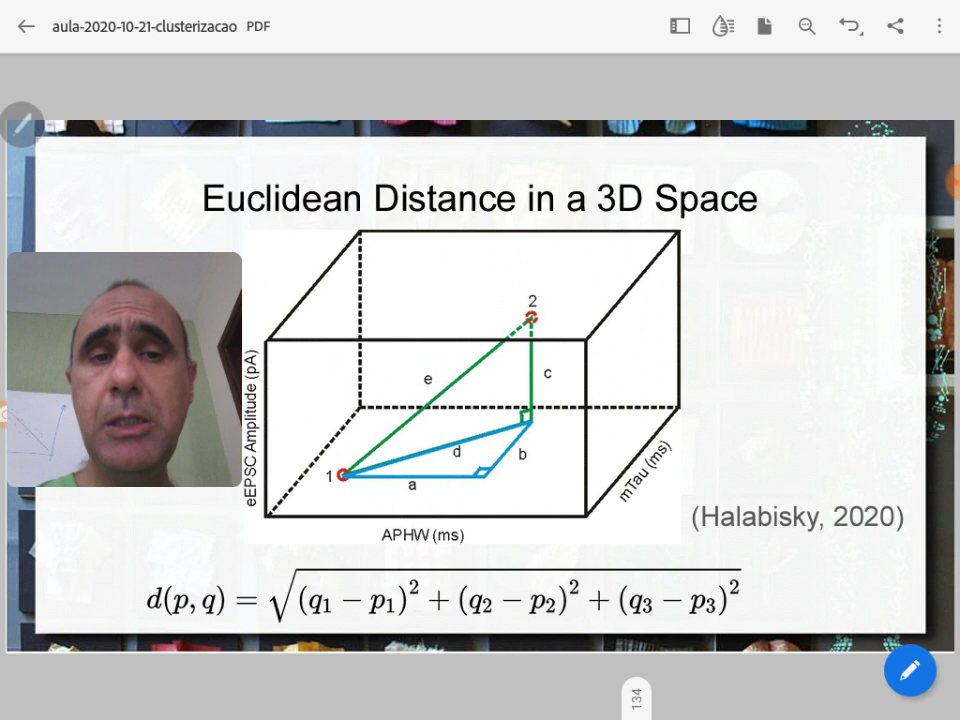 aula-2020-10-21-clusterizacao PDF
Euclidean Distance in a 3D Space
2
e
c
eEPSC Amplitude (pA)
d
b
1
a
mTau (ms)
APHW (ms)
(Halabisky, 2020)
d(p, q) = √(q₁ − p₁)² + (q₂ − p₂)² + (q₃ − p₃)²
134